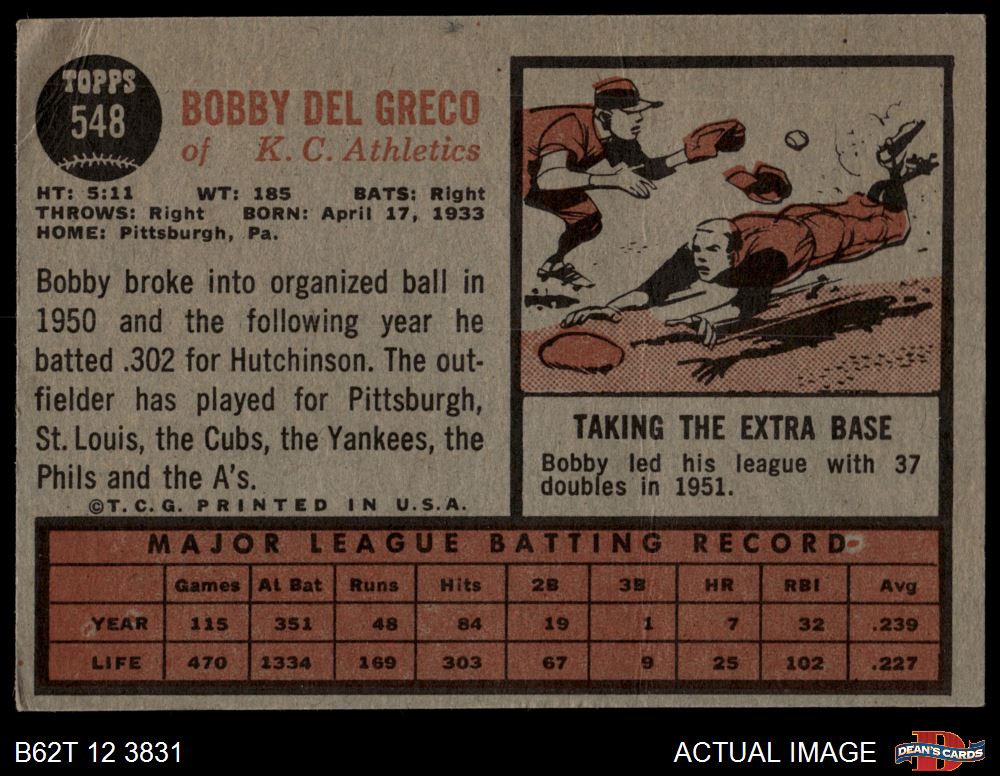 TOPPS
548
BOBBY DEL GRECO
of K. C. Athletics
HT: 5:11 WT: 185 BATS: Right
THROWS: Right BORN: April 17, 1933
HOME: Pittsburgh, Pa.
Bobby broke into organized ball in
1950 and the following year he
batted .302 for Hutchinson. The out-
fielder has played for Pittsburgh,
St. Louis, the Cubs, the Yankees, the
Phils and the A's.
©T.C.G. PRINTED IN U.S.A.
TAKING THE EXTRA BASE
Bobby led his league with 37
doubles in 1951.
MAJOR LEAGUE BATTING RECORD
Games At Bat Runs Hits 2B 3B HR RBI Avg
YEAR 115 351 48 84 19 1 7 32 .239
LIFE 470 1334 169 303 67 9 25 102 .227
B62T 12 3831
ACTUAL IMAGE
DEAN'S CARDS